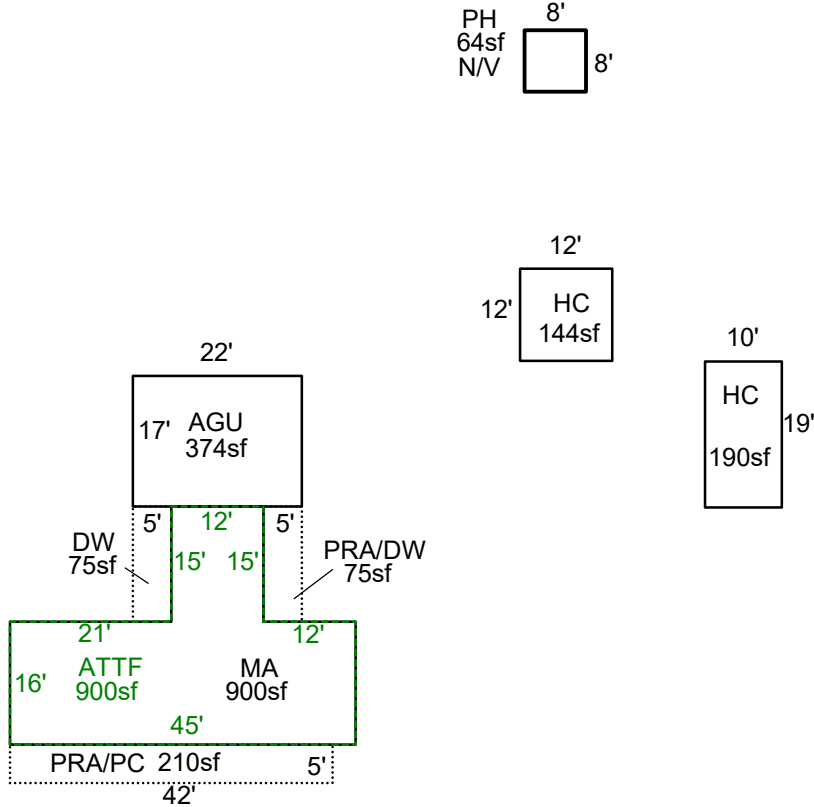 PH
64sf
N/V
8'
8'
12'
12'
HC
144sf
10'
HC
19'
190sf
22'
17'
AGU
374sf
5'
12'
5'
DW
75sf
15'
15'
PRA/DW
75sf
21'
12'
16'
ATTF
900sf
MA
900sf
45'
PRA/PC 210sf
5'
42'